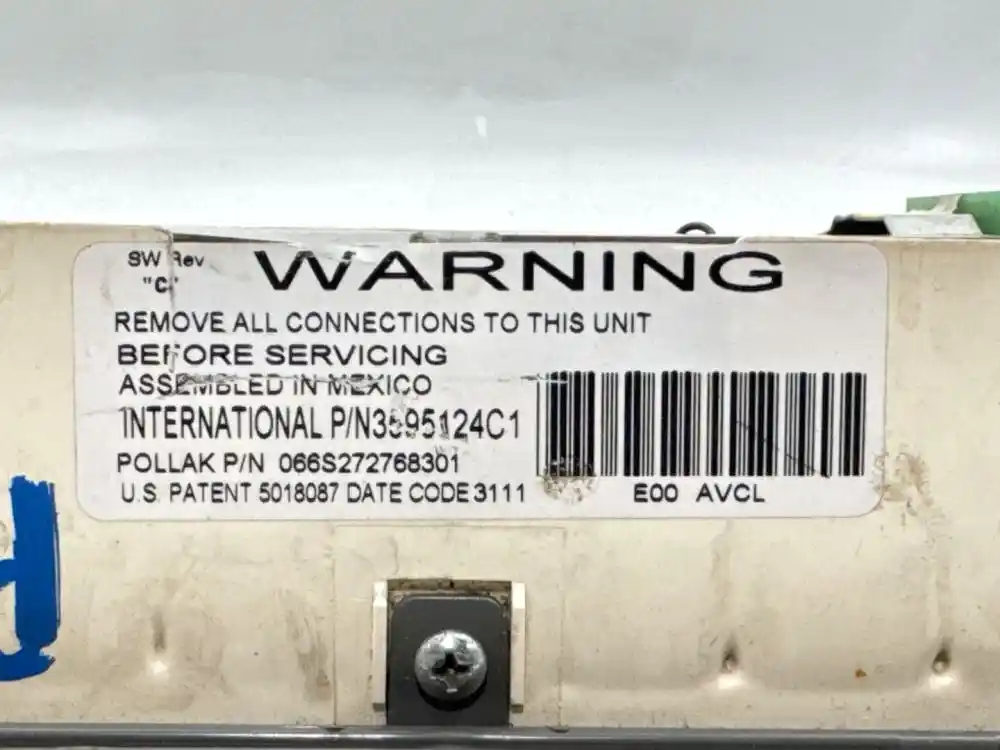 SW Rev
"C"
WARNING
REMOVE ALL CONNECTIONS TO THIS UNIT
BEFORE SERVICING
ASSEMBLED IN MEXICO
INTERNATIONAL P/N3595124C1
POLLAK P/N 066S272768301
U.S. PATENT 5018087 DATE CODE 3111
E00 AVCL